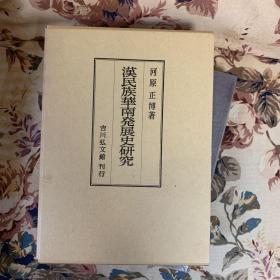 河原正博著
漢民族華南発展史研究
吉川弘文館 刊行